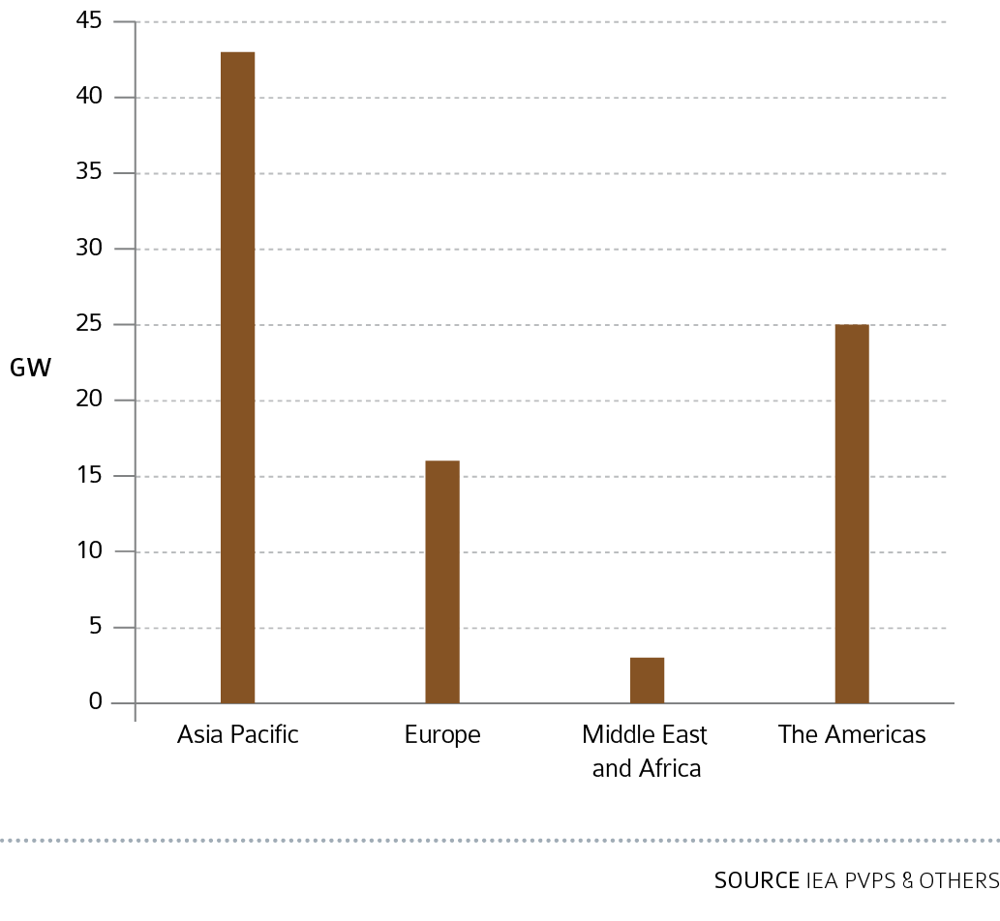 45
40
35
30
25
GW
20
15
10
5
0
Asia Pacific
Europe
Middle East
and Africa
The Americas
SOURCE IEA PVPS & OTHERS